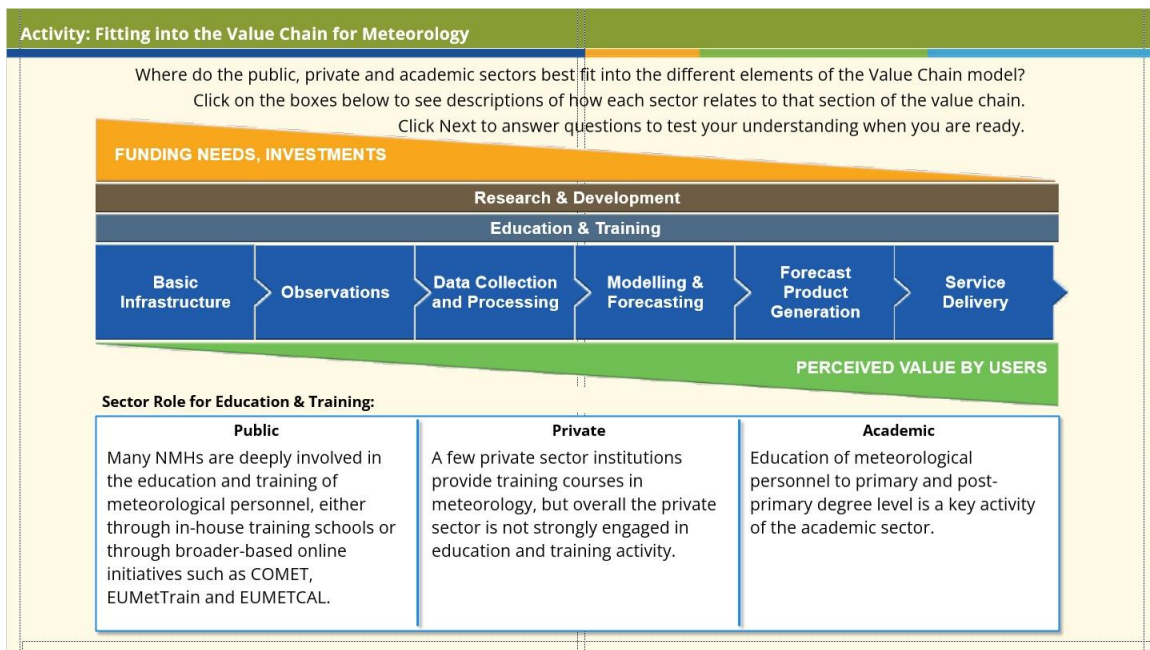 Activity: Fitting into the Value Chain for Meteorology
Where do the public, private and academic sectors best fit into the different elements of the Value Chain model?
Click on the boxes below to see descriptions of how each sector relates to that section of the value chain.
Click Next to answer questions to test your understanding when you are ready.
FUNDING NEEDS, INVESTMENTS
Research & Development
Education & Training
Basic
Infrastructure
Observations
Data Collection
and Processing
Modelling &
Forecasting
Forecast
Product
Generation
Service
Delivery
PERCEIVED VALUE BY USERS
Sector Role for Education & Training:
Public
Many NMHs are deeply involved in
the education and training of
meteorological personnel, either
through in-house training schools or
through broader-based online
initiatives such as COMET,
EUMetTrain and EUMETCAL.
Private
A few private sector institutions
provide training courses in
meteorology, but overall the private
sector is not strongly engaged in
education and training activity.
Academic
Education of meteorological
personnel to primary and post-
primary degree level is a key activity
of the academic sector.